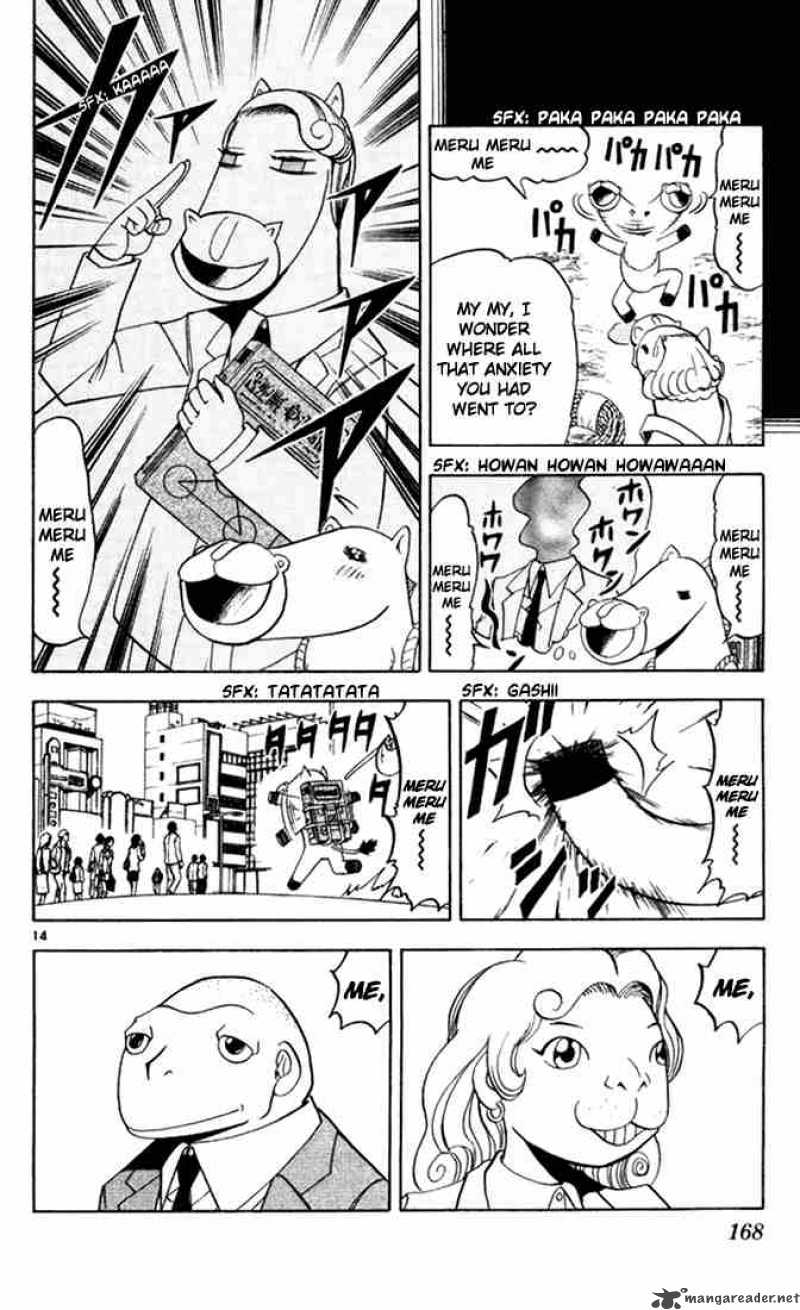 SFX: PAKA PAKA PAKA PAKA
MERU MERU
ME
パカ パカ
パカ
パカ
MERU
MERU
ME
MY MY, I
WONDER
WHERE ALL
THAT ANXIETY
YOU HAD
WENT TO?
SFX: HOWAN HOWAN HOWAWAAAN
ホワン
ホワン
ホワワ
MERU
MERU
ME
MERU
MERU
ME
SFX: KAAAAA
MERU
MERU
ME
SFX: GASHII
ガ
MERU
MERU
ME
SFX: TATATATATA
タタタタ
タ
MERU
MERU
ME
14
ME,
ME,
168
mangareader.net